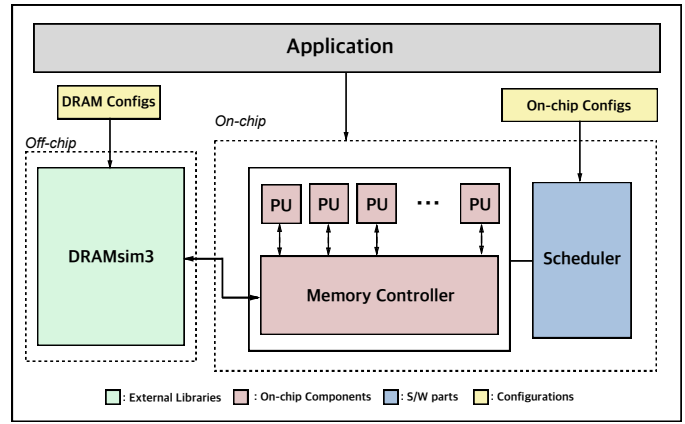 Application
DRAM Configs
On-chip Configs
On-chip
Off-chip
PU PU PU ... PU
DRAMsim3
Scheduler
Memory Controller
: External Libraries : On-chip Components : S/W parts : Configurations